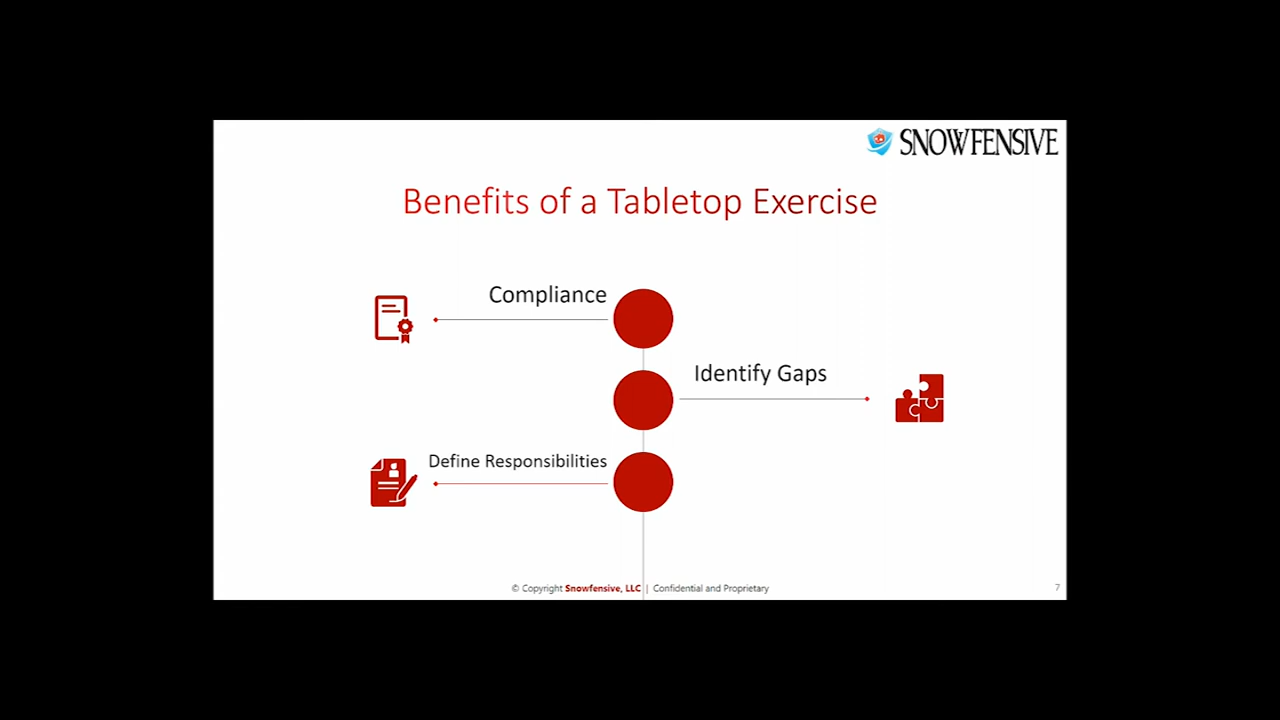 SNOWFENSIVE
Benefits of a Tabletop Exercise
Compliance
Identify Gaps
Define Responsibilities
© Copyright Snowfensive, LLC | Confidential and Proprietary
7